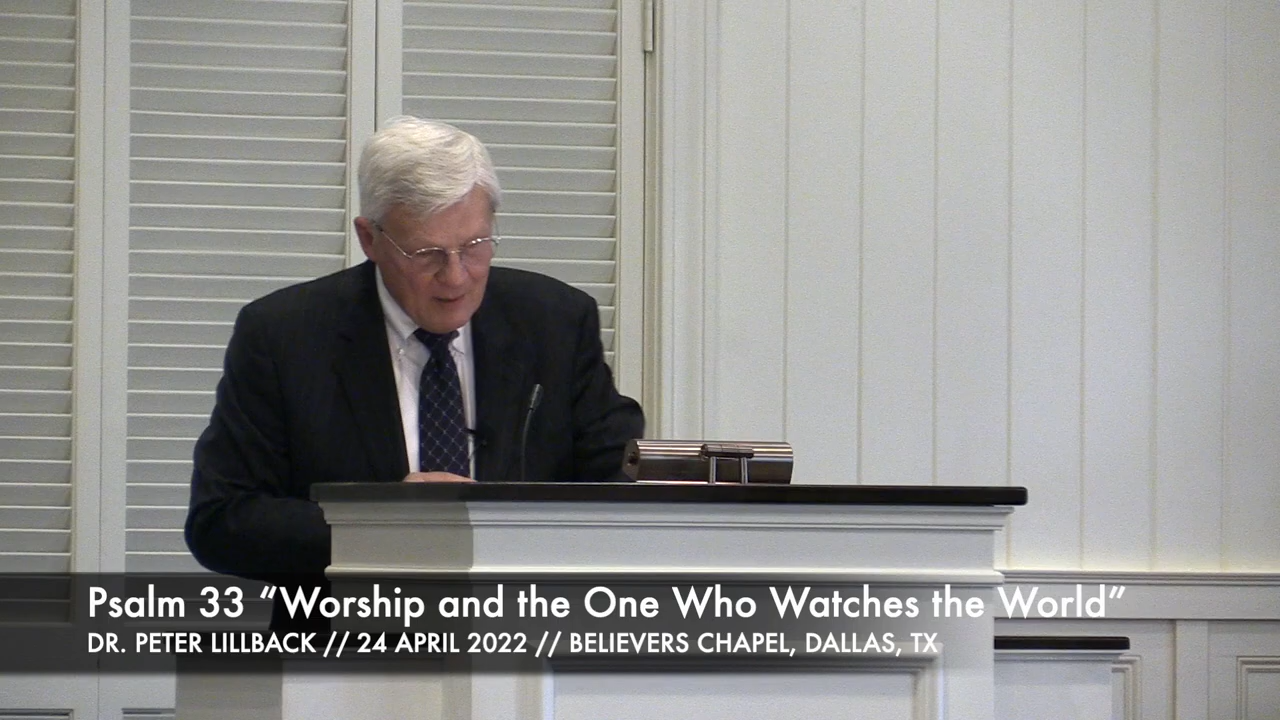 Psalm 33 “Worship and the One Who Watches the World”
DR. PETER LILLBACK // 24 APRIL 2022 // BELIEVERS CHAPEL, DALLAS, TX